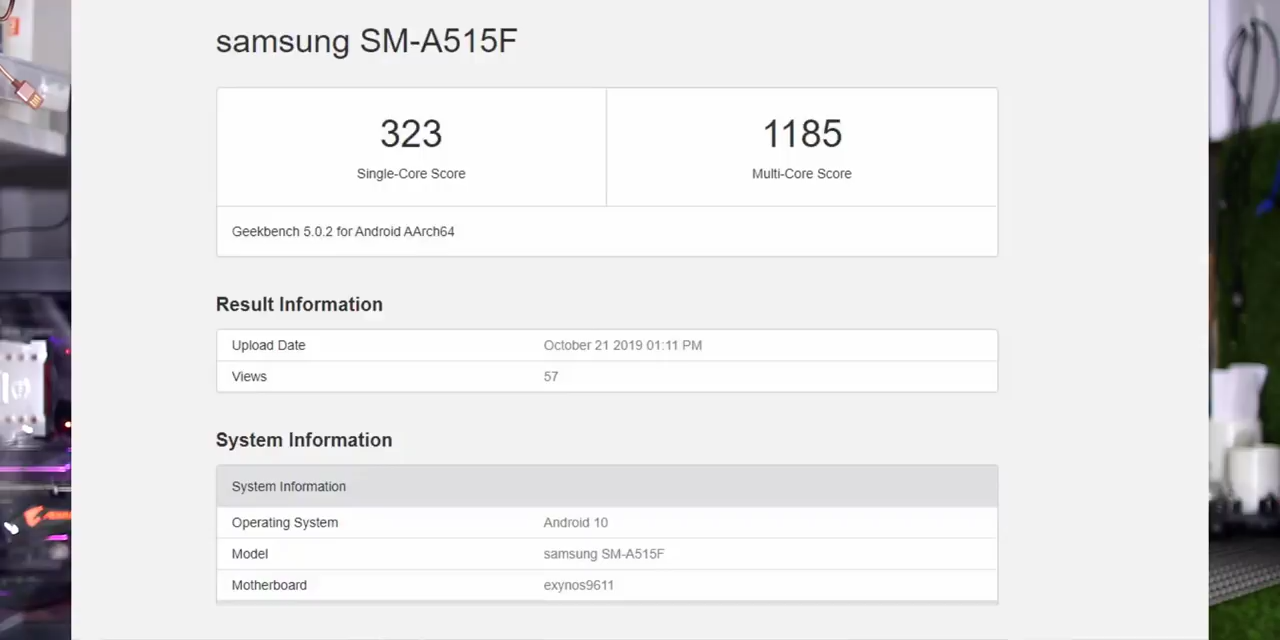 samsung SM-A515F
323
1185
Single-Core Score
Multi-Core Score
Geekbench 5.0.2 for Android AArch64
Result Information
Upload Date
October 21 2019 01:11 PM
Views
57
System Information
System Information
Operating System
Android 10
Model
samsung SM-A515F
Motherboard
exynos9611